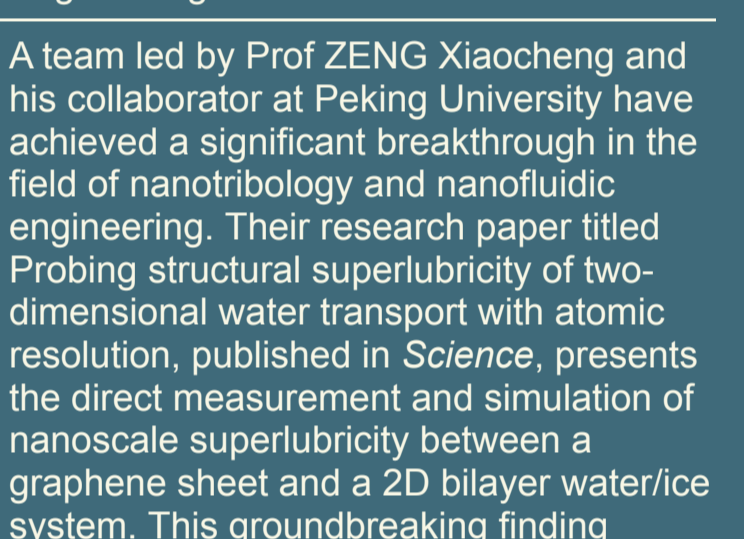 A team led by Prof ZENG Xiaocheng and
his collaborator at Peking University have
achieved a significant breakthrough in the
field of nanotribology and nanofluidic
engineering. Their research paper titled
Probing structural superlubricity of two-
dimensional water transport with atomic
resolution, published in Science, presents
the direct measurement and simulation of
nanoscale superlubricity between a
graphene sheet and a 2D bilayer water/ice
system. This groundbreaking finding